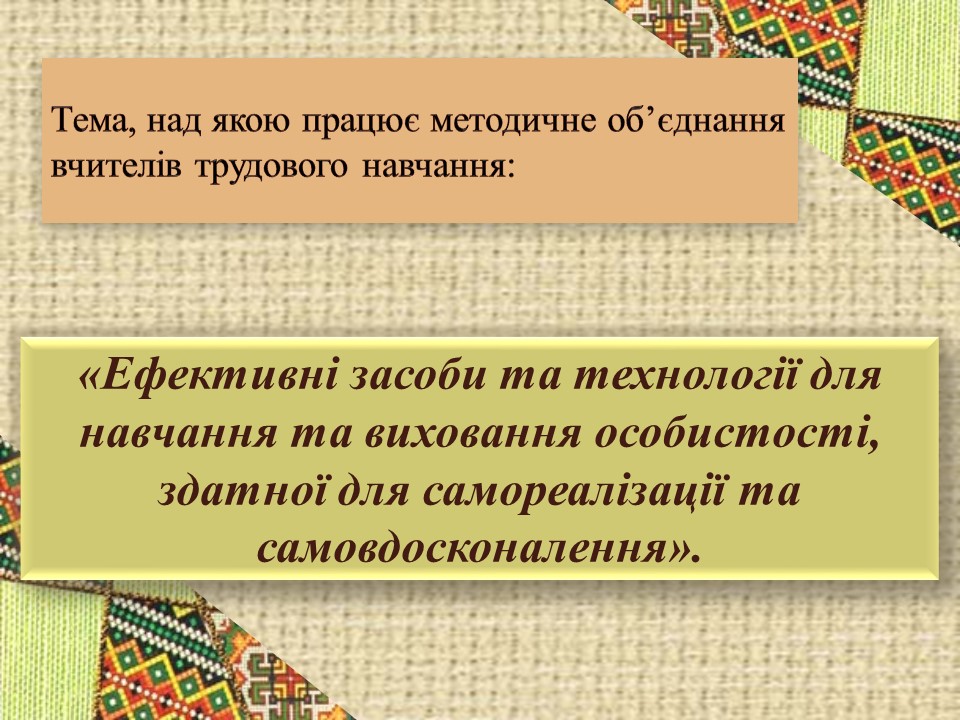 Тема, над якою працює методичне об’єднання
вчителів трудового навчання:
«Ефективні засоби та технології для
навчання та виховання особистості,
здатної для самореалізації та
самовдосконалення».